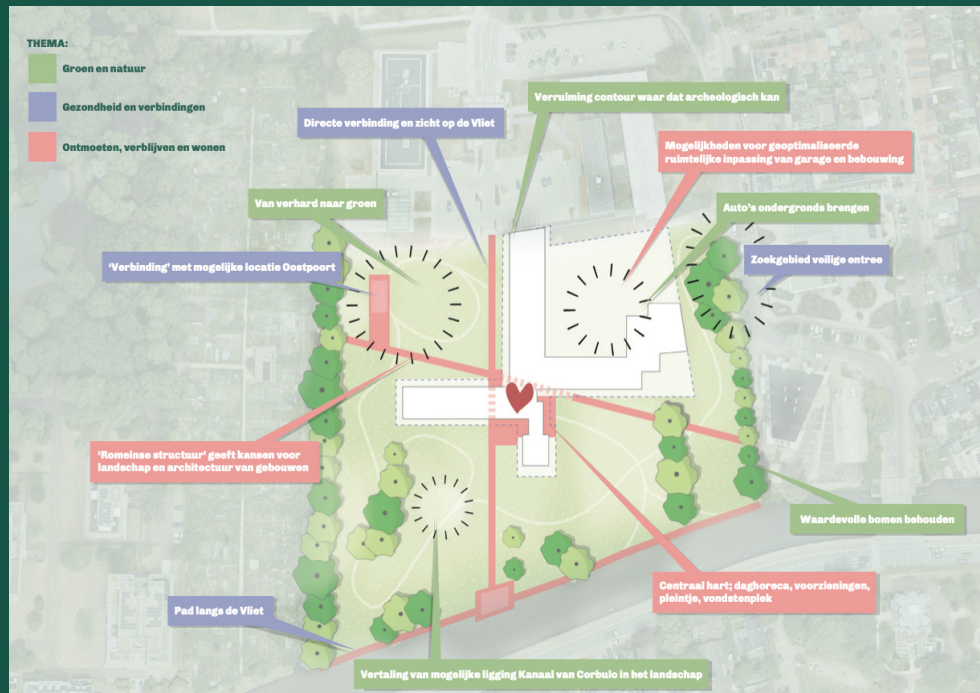 THEMA:
Groen en natuur
Gezondheid en verbindingen
Ontmoeten, verblijven en wonen
Verruiming contour waar dat archeologisch kan
Directe verbinding en zicht op de Vliet
Mogelijkheden voor geoptimaliseerde
ruimtelijke inpassing van garage en bebouwing
Van verhard naar groen
Auto's ondergronds brengen
'Verbinding' met mogelijke locatie Oostpoort
Zoekgebied veilige entree
'Romeinse structuur' geeft kansen voor
landschap en architectuur van gebouwen
Waardevolle bomen behouden
Centraal hart; daghoreca, voorzieningen,
pleintje, vondstenplek
Pad langs de Vliet
Vertaling van mogelijke ligging Kanaal van Corbulo in het landschap